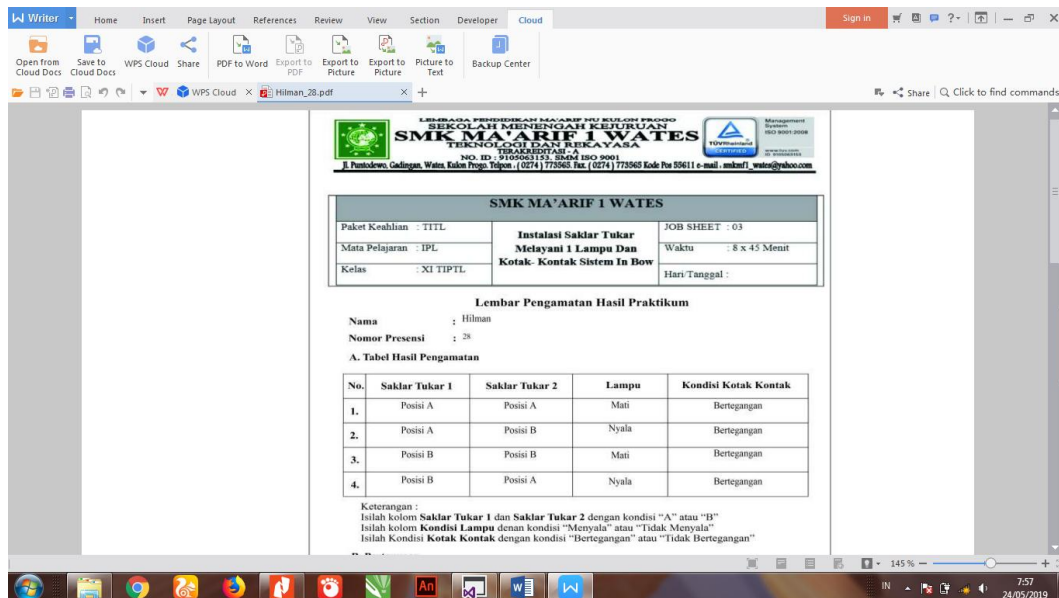 Writer
Home Insert Page Layout References Review View Section Developer Cloud
Sign in
Open from Cloud Docs
Save to Cloud Docs
WPS Cloud
Share
PDF to Word
Export to PDF
Export to Picture
Export to Picture
Picture to Text
Backup Center
WPS Cloud
Hilman_28.pdf
Share
Click to find commands
LEMBAGA PENDIDIKAN MA'ARIF NU KULON PROGO
SEKOLAH MENENGAH KEJURUAN
SMK MA'ARIF 1 WATES
TEKNOLOGI DAN REKAYASA
TERAKREDITASI - A
NO. ID : 9105063153. SMM ISO 9001
Jl. Puntodewo, Gadingan, Wates, Kulon Progo. Telpon . ( 0274 ) 773565. Fax. ( 0274 ) 773565 Kode Pos 55611 e-mail . smkmf1_wates@yahoo.com
TÜVRheinland
CERTIFIED
Management
System
ISO 9001:2008
SMK MA'ARIF 1 WATES
Paket Keahlian : TITL
Mata Pelajaran : IPL
Kelas : XI TIPTL
Instalasi Saklar Tukar
Melayani 1 Lampu Dan
Kotak- Kontak Sistem In Bow
JOB SHEET : 03
Waktu : 8 x 45 Menit
Hari/Tanggal :
Lembar Pengamatan Hasil Praktikum
Nama : Hilman
Nomor Presensi : 28
A. Tabel Hasil Pengamatan
No. Saklar Tukar 1 Saklar Tukar 2 Lampu Kondisi Kotak Kontak
1. Posisi A Posisi A Mati Bertegangan
2. Posisi A Posisi B Nyala Bertegangan
3. Posisi B Posisi B Mati Bertegangan
4. Posisi B Posisi A Nyala Bertegangan
Keterangan :
Isilah kolom Saklar Tukar 1 dan Saklar Tukar 2 dengan kondisi “A” atau “B”
Isilah kolom Kondisi Lampu denan kondisi “Menyala” atau “Tidak Menyala”
Isilah Kondisi Kotak Kontak dengan kondisi “Bertegangan” atau “Tidak Bertegangan”
145 %
An
IN
7:57
24/05/2019